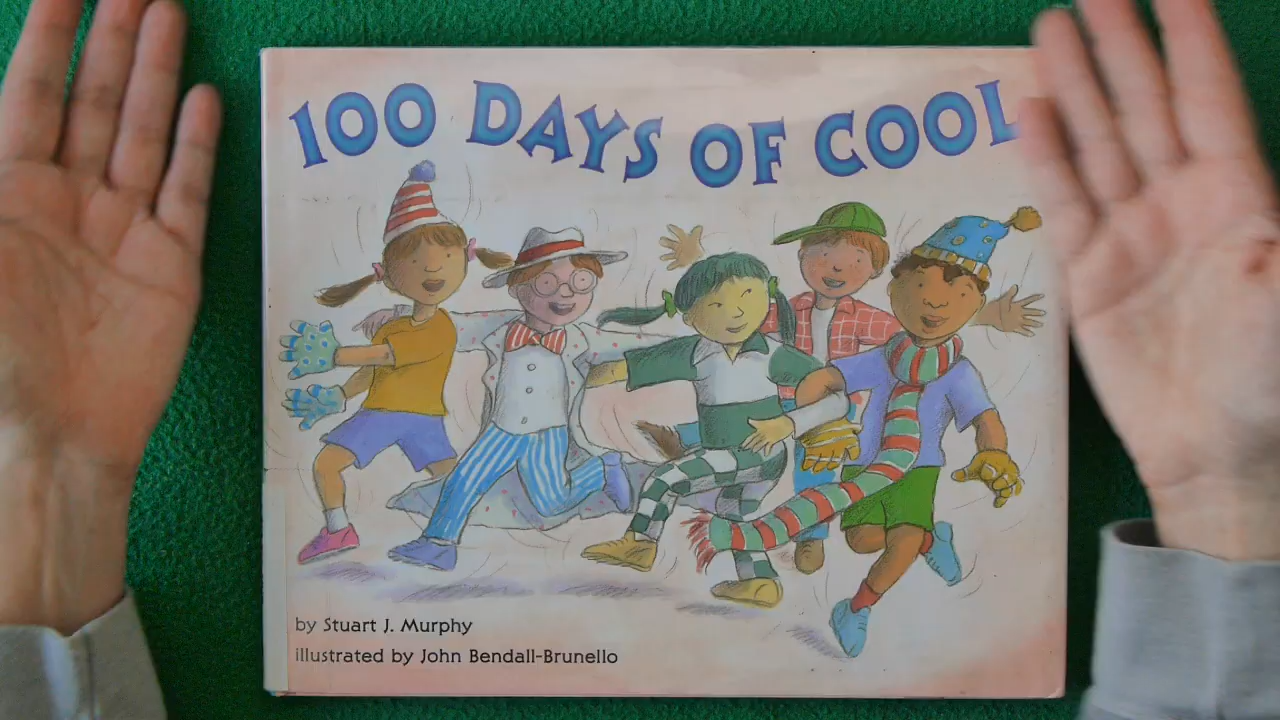 100 DAYS OF COOL
by Stuart J. Murphy
illustrated by John Bendall-Brunello